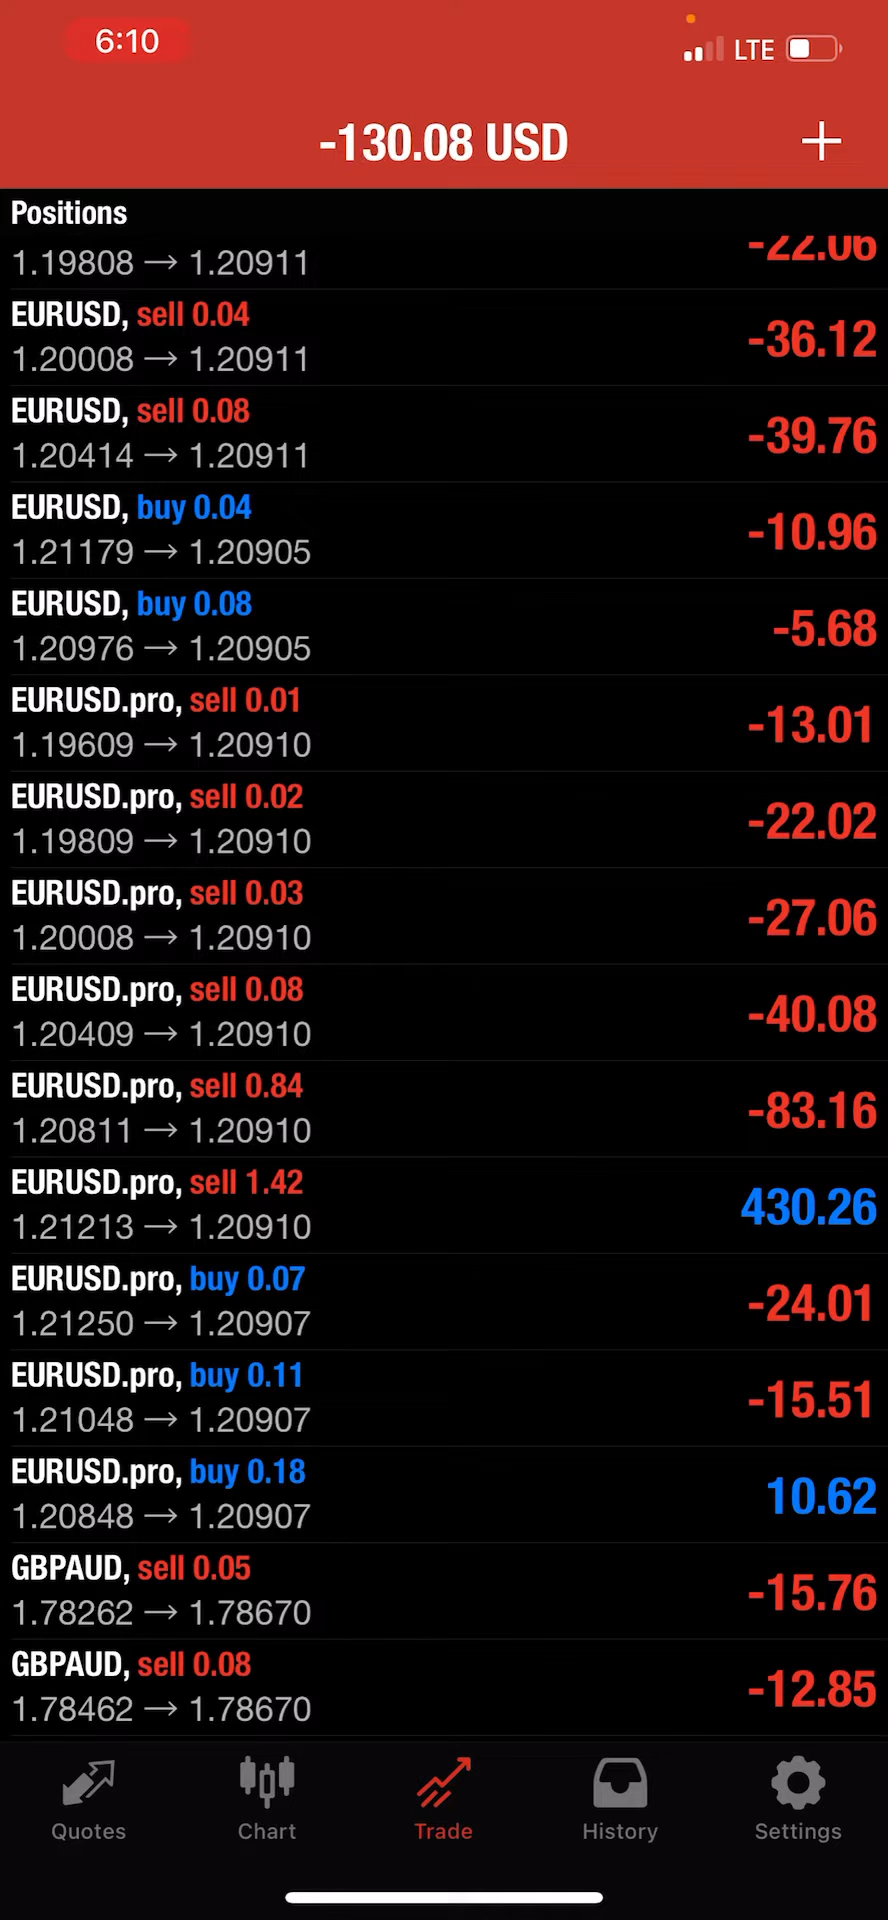 6:10
LTE
-130.08 USD
Positions
1.19808 → 1.20911
-22.06
EURUSD, sell 0.04
1.20008 → 1.20911
-36.12
EURUSD, sell 0.08
1.20414 → 1.20911
-39.76
EURUSD, buy 0.04
1.21179 → 1.20905
-10.96
EURUSD, buy 0.08
1.20976 → 1.20905
-5.68
EURUSD.pro, sell 0.01
1.19609 → 1.20910
-13.01
EURUSD.pro, sell 0.02
1.19809 → 1.20910
-22.02
EURUSD.pro, sell 0.03
1.20008 → 1.20910
-27.06
EURUSD.pro, sell 0.08
1.20409 → 1.20910
-40.08
EURUSD.pro, sell 0.84
1.20811 → 1.20910
-83.16
EURUSD.pro, sell 1.42
1.21213 → 1.20910
430.26
EURUSD.pro, buy 0.07
1.21250 → 1.20907
-24.01
EURUSD.pro, buy 0.11
1.21048 → 1.20907
-15.51
EURUSD.pro, buy 0.18
1.20848 → 1.20907
10.62
GBPAUD, sell 0.05
1.78262 → 1.78670
-15.76
GBPAUD, sell 0.08
1.78462 → 1.78670
-12.85
Quotes
Chart
Trade
History
Settings